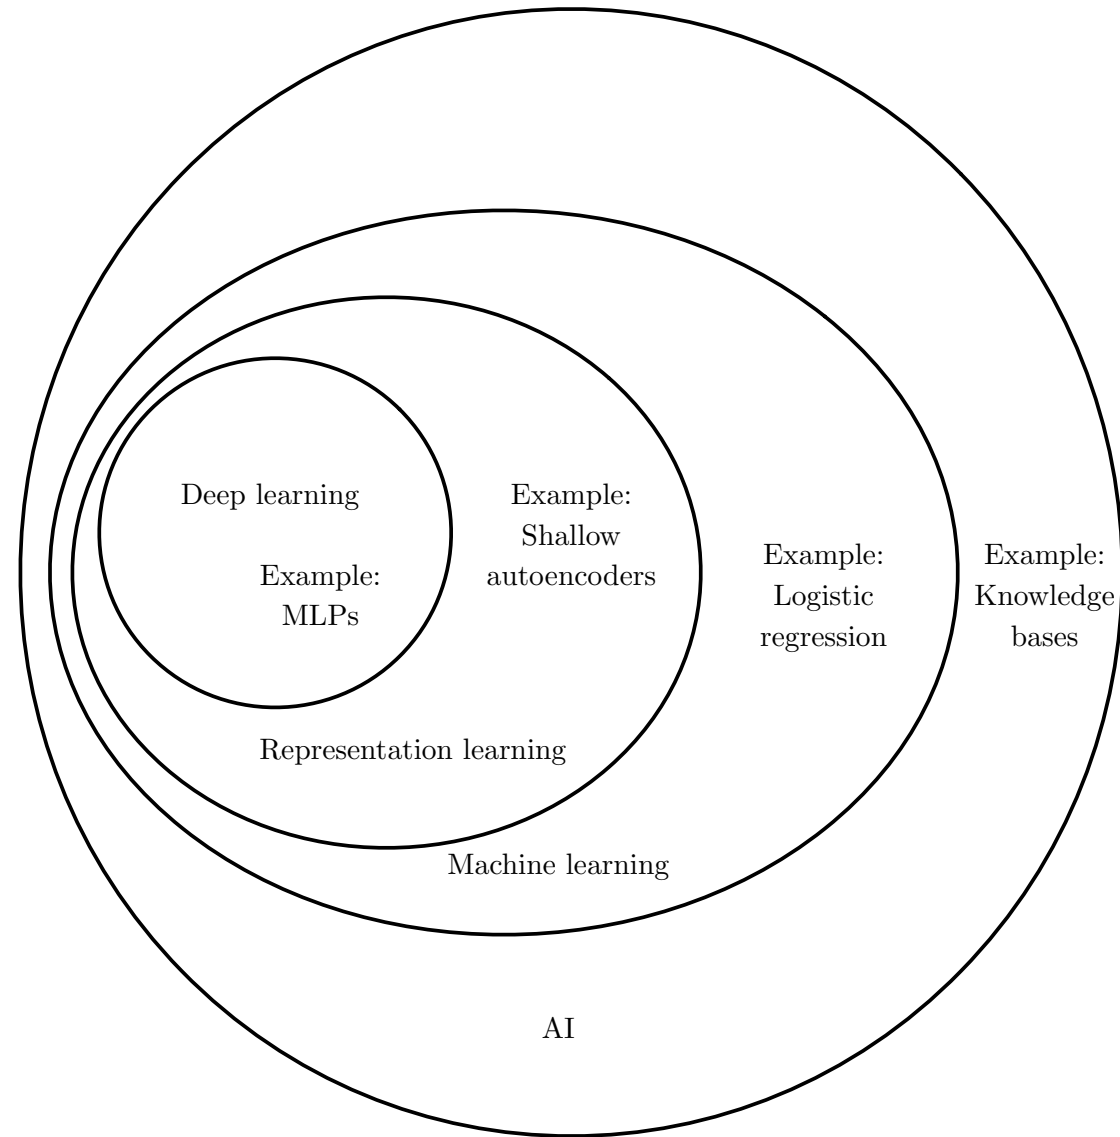 Deep learning
Example:
MLPs
Example:
Shallow
autoencoders
Example:
Logistic
regression
Example:
Knowledge
bases
Representation learning
Machine learning
AI